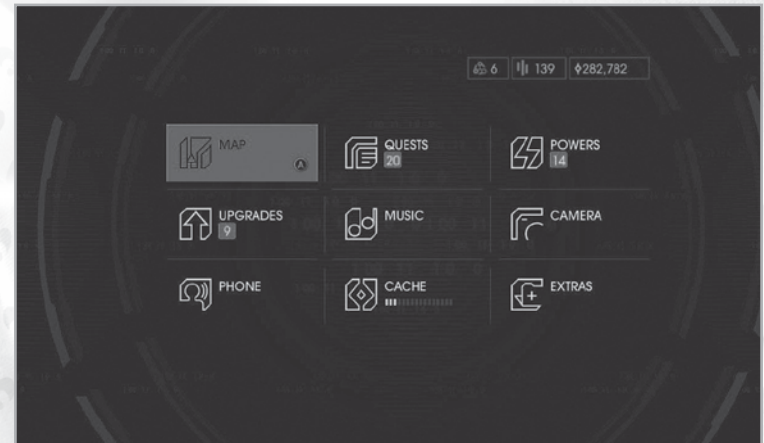 6 139 282,782
MAP QUESTS POWERS
A 20 14
UPGRADES MUSIC CAMERA
9
PHONE CACHE EXTRAS